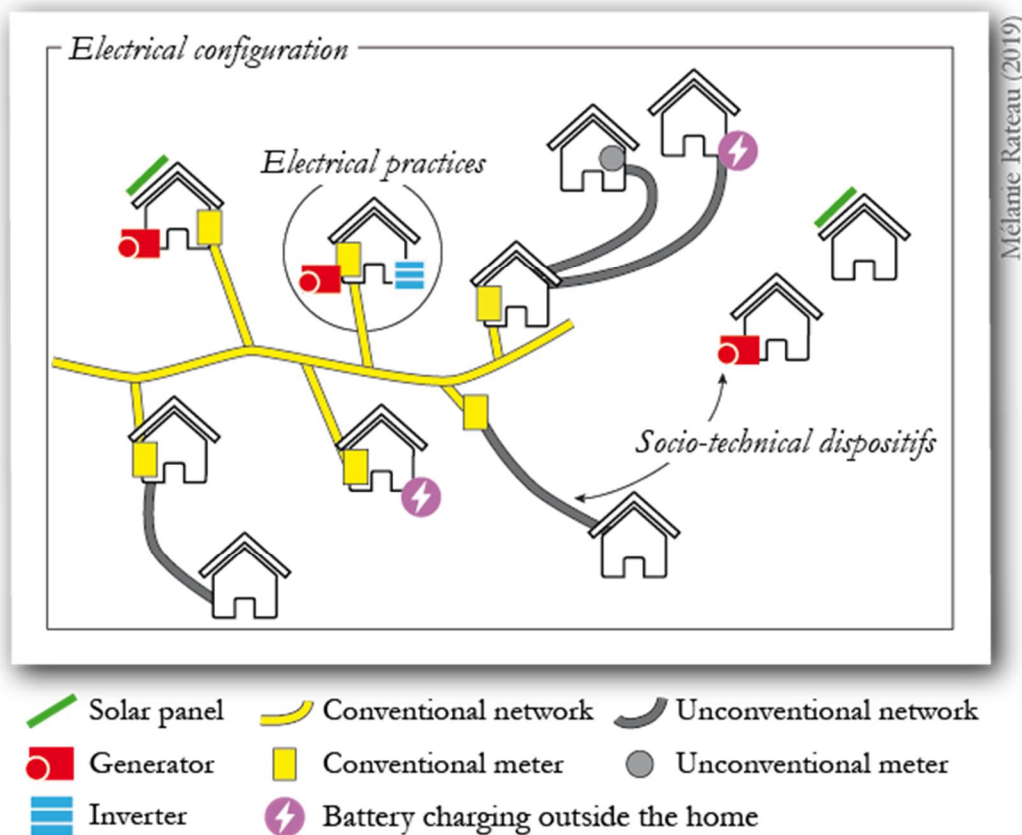 Electrical configuration
Mélanie Rateau (2019)
Electrical practices
Socio-technical dispositifs
Solar panel
Conventional network
Unconventional network
Generator
Conventional meter
Unconventional meter
Inverter
Battery charging outside the home